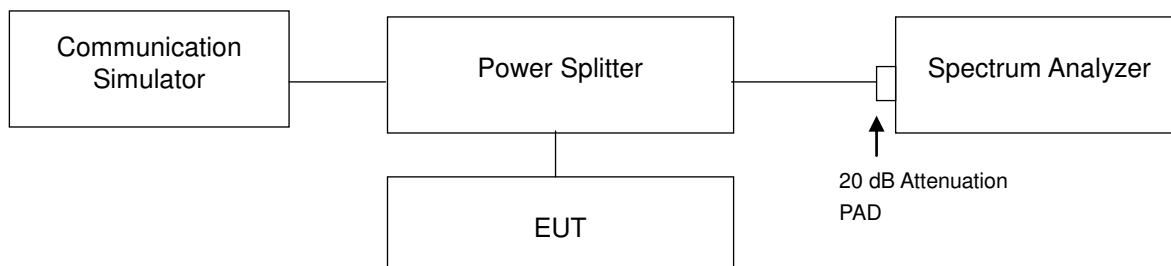 Communication
Simulator
Power Splitter
Spectrum Analyzer
20 dB Attenuation
PAD
EUT